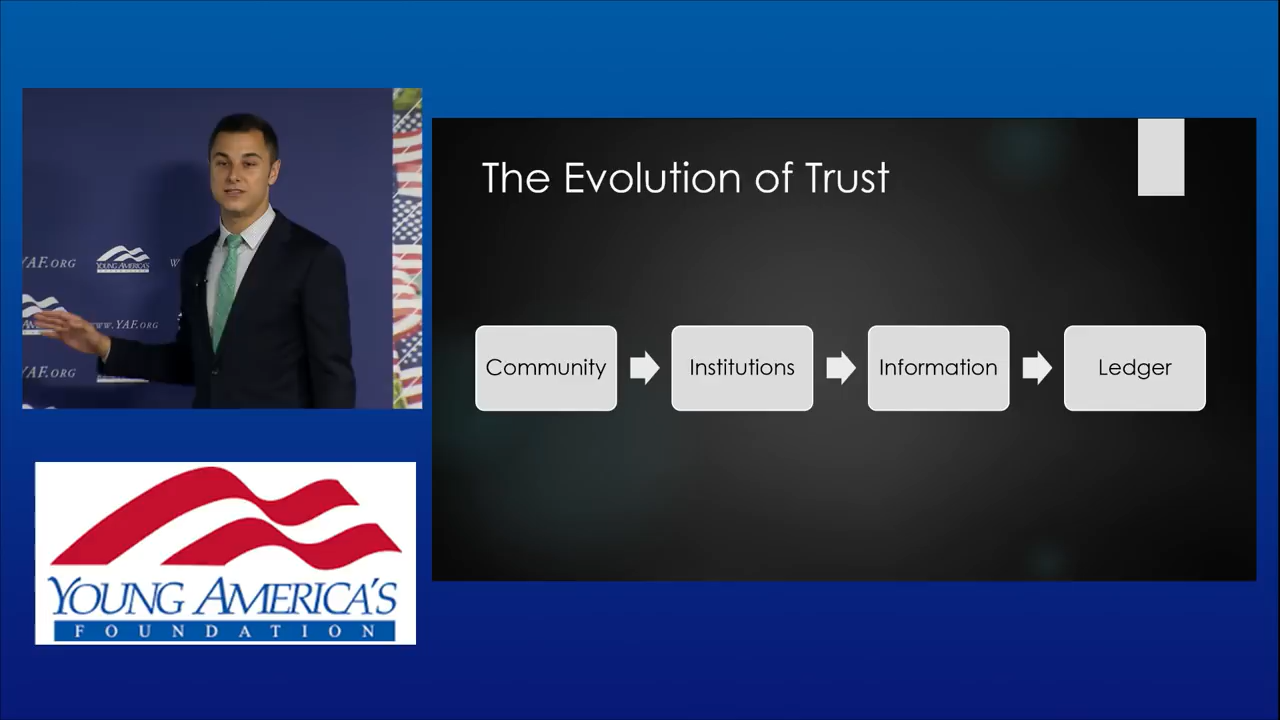 YAF.ORG
YOUNG AMERICA'S
WWW.YAF.ORG
YAF.ORG
The Evolution of Trust
Community
Institutions
Information
Ledger
YOUNG AMERICA'S
FOUNDATION